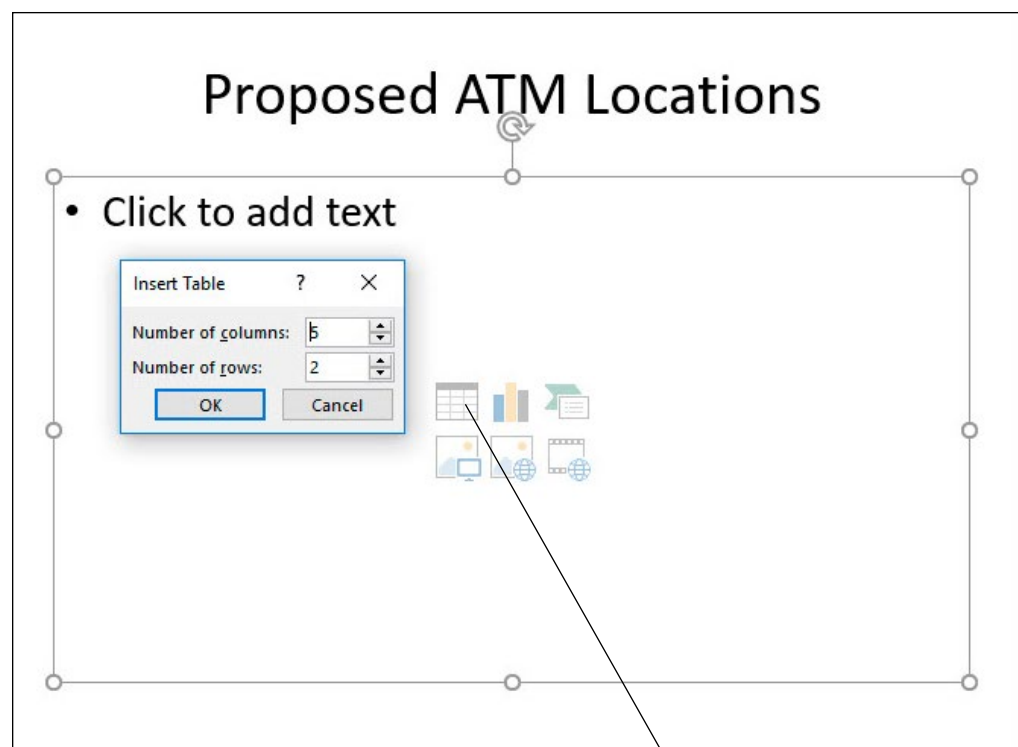 Proposed ATM Locations
• Click to add text
Insert Table ? ×
Number of columns: 5
Number of rows: 2
OK Cancel